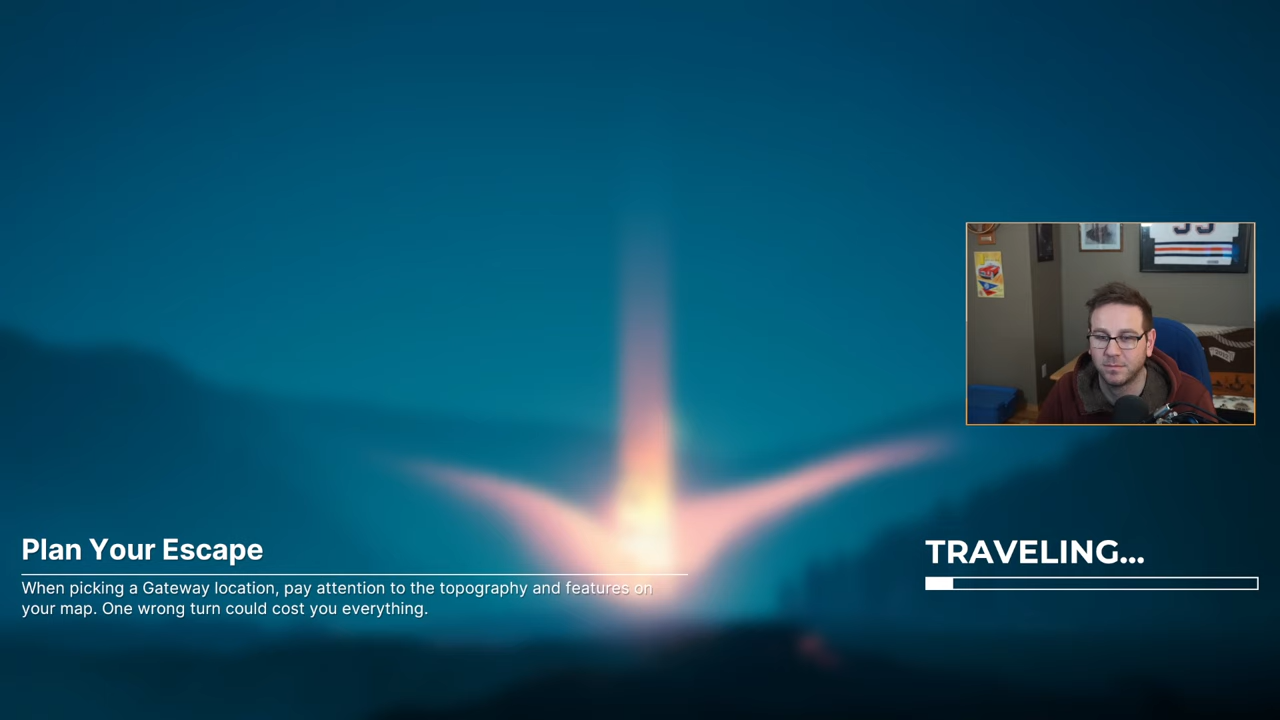 Plan Your Escape
When picking a Gateway location, pay attention to the topography and features on
your map. One wrong turn could cost you everything.
TRAVELING...